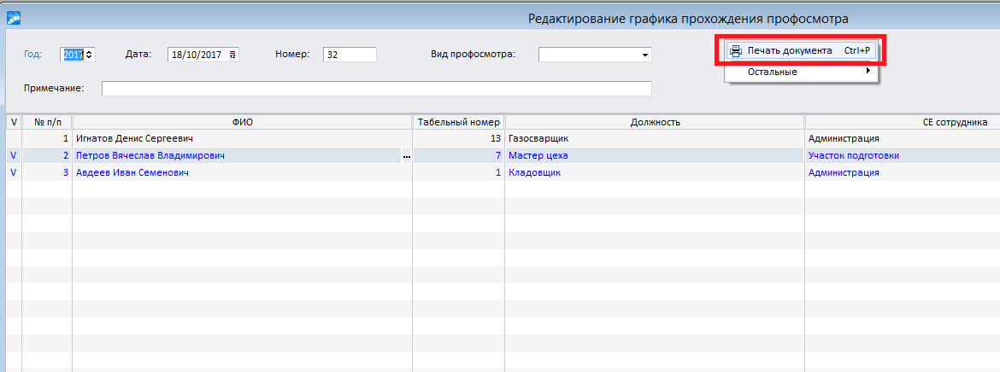 Редактирование графика прохождения профосмотра
Год: 2017 Дата: 18/10/2017 Номер: 32 Вид профосмотра:
Печать документа Ctrl+P
Остальные
Примечание:
V № п/п ФИО Табельный номер Должность СЕ сотрудника
1 Игнатов Денис Сергеевич 13 Газосварщик Администрация
V 2 Петров Вячеслав Владимирович ... 7 Мастер цеха Участок подготовки
V 3 Авдеев Иван Семенович 1 Кладовщик Администрация